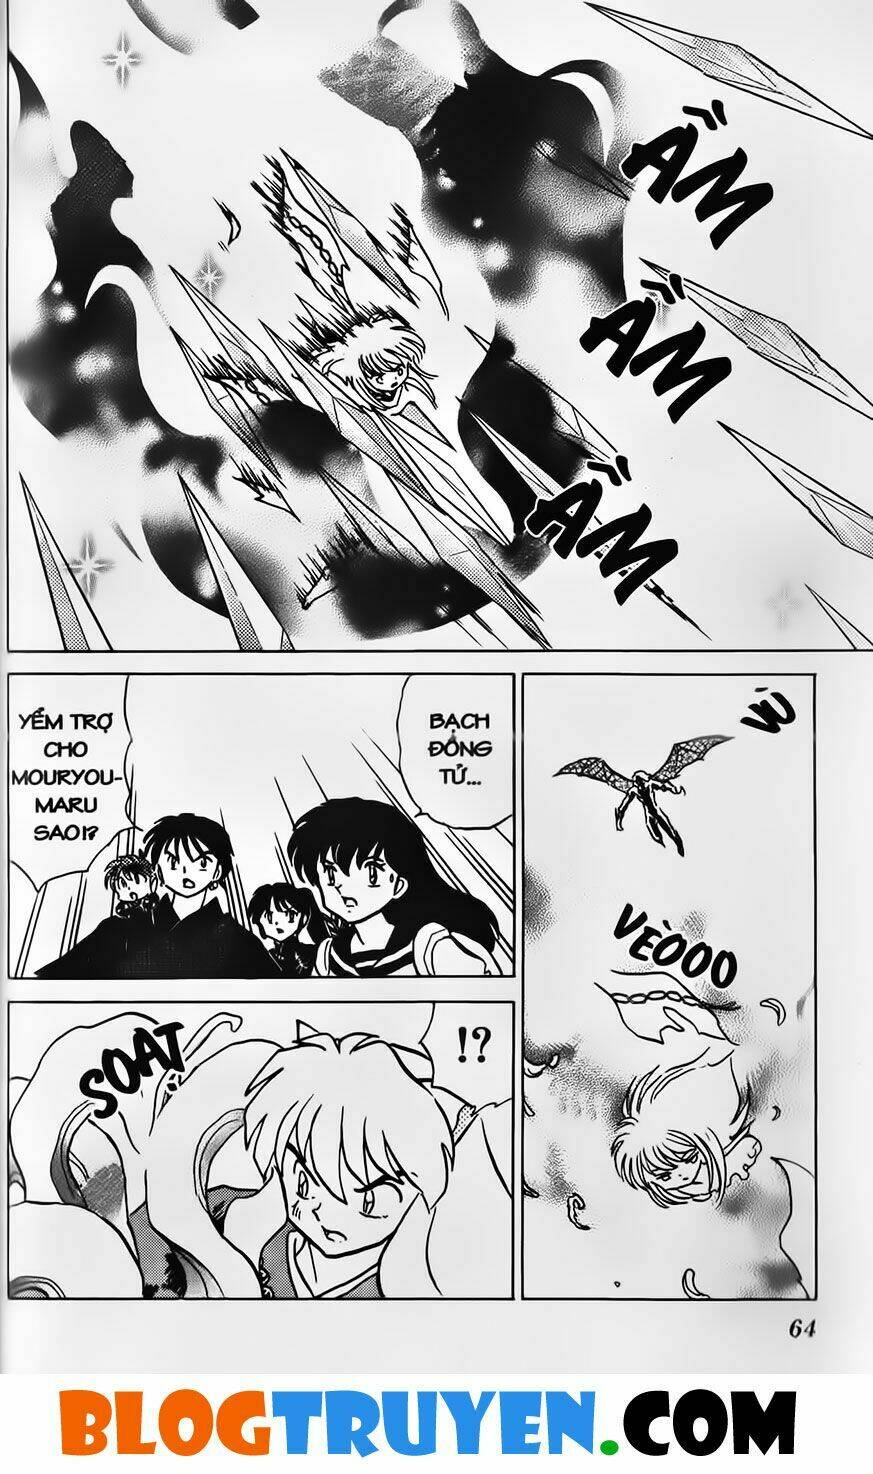 ẦM
ẦM
ẦM
VÙ
VÈOOO
BẠCH
ĐỒNG
TỬ...
YỂM TRỢ
CHO
MOURYOU-
MARU
SAO!?
!?
SOẠT
64
BLOGTRUYEN.COM